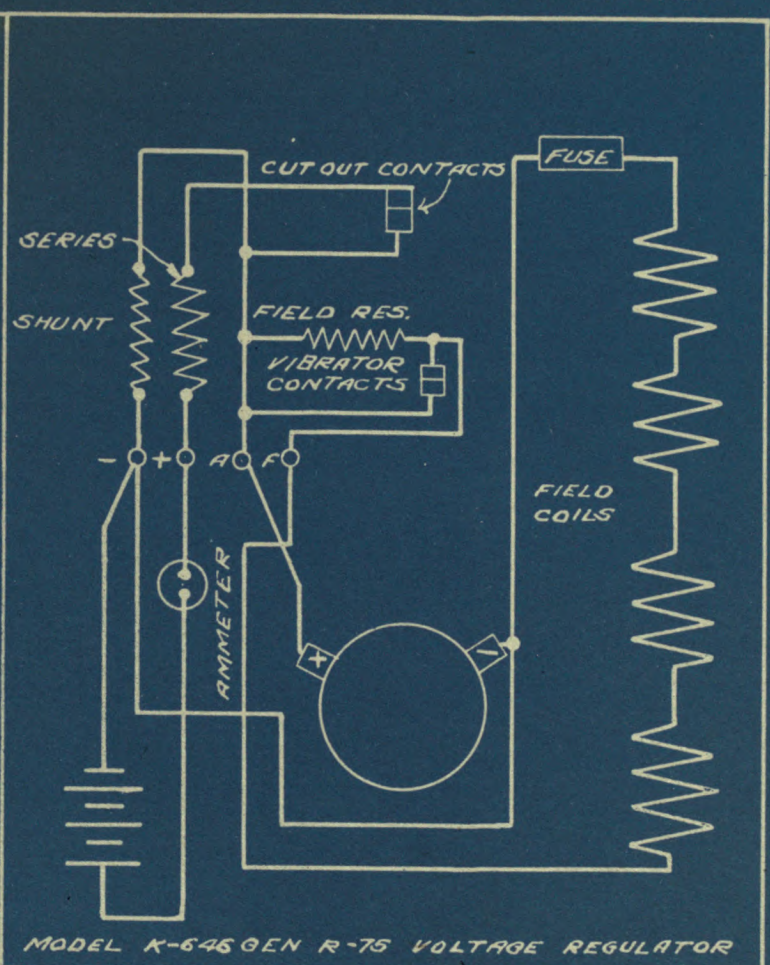 FUSE
CUT OUT CONTACTS
SERIES
SHUNT
FIELD RES.
VIBRATOR
CONTACTS
- + A F
FIELD
COILS
AMMETER
+ -
MODEL K-646 GEN R-75 VOLTAGE REGULATOR